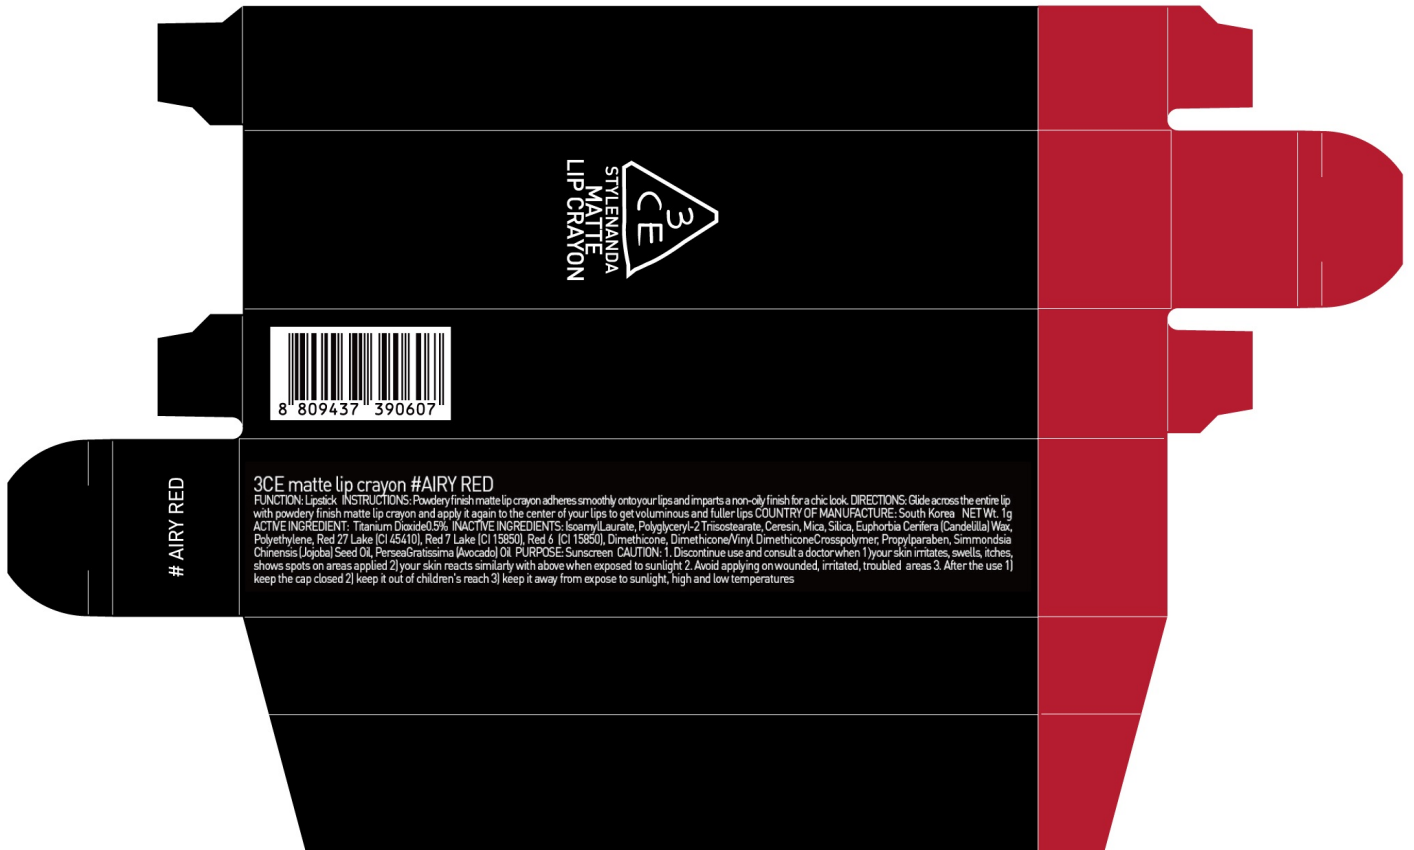 3
CE
STYLENANDA
MATTE
LIP CRAYON
8 809437 390607
# AIRY RED
3CE matte lip crayon #AIRY RED
FUNCTION: Lipstick INSTRUCTIONS: Powdery finish matte lip crayon adheres smoothly onto your lips and imparts a non-oily finish for a chic look. DIRECTIONS: Glide across the entire lip
with powdery finish matte lip crayon and apply it again to the center of your lips to get voluminous and fuller lips COUNTRY OF MANUFACTURE: South Korea NET Wt. 1g
ACTIVE INGREDIENT: Titanium Dioxide0.5% INACTIVE INGREDIENTS: IsoamylLaurate, Polyglyceryl-2 Triisostearate, Ceresin, Mica, Silica, Euphorbia Cerifera (Candelilla) Wax,
Polyethylene, Red 27 Lake (CI 45410), Red 7 Lake (CI 15850), Red 6 (CI 15850), Dimethicone, Dimethicone/Vinyl DimethiconeCrosspolymer, Propylparaben, Simmondsia
Chinensis (Jojoba) Seed Oil, PerseaGratissima (Avocado) Oil PURPOSE: Sunscreen CAUTION: 1. Discontinue use and consult a doctor when 1) your skin irritates, swells, itches,
shows spots on areas applied 2) your skin reacts similarly with above when exposed to sunlight 2. Avoid applying on wounded, irritated, troubled areas 3. After the use 1)
keep the cap closed 2) keep it out of children's reach 3) keep it away from expose to sunlight, high and low temperatures